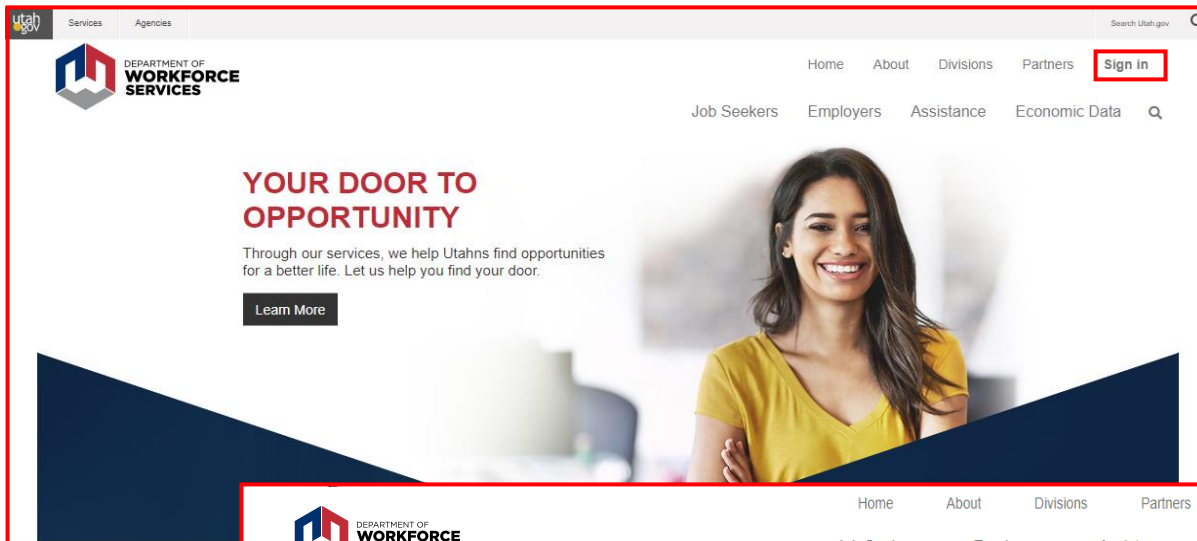 utah
gov
Services Agencies Search Utah.gov
DEPARTMENT OF
WORKFORCE
SERVICES
Home About Divisions Partners Sign in
Job Seekers Employers Assistance Economic Data
YOUR DOOR TO
OPPORTUNITY
Through our services, we help Utahns find opportunities
for a better life. Let us help you find your door.
Learn More
Home About Divisions Partners
DEPARTMENT OF
WORKFORCE